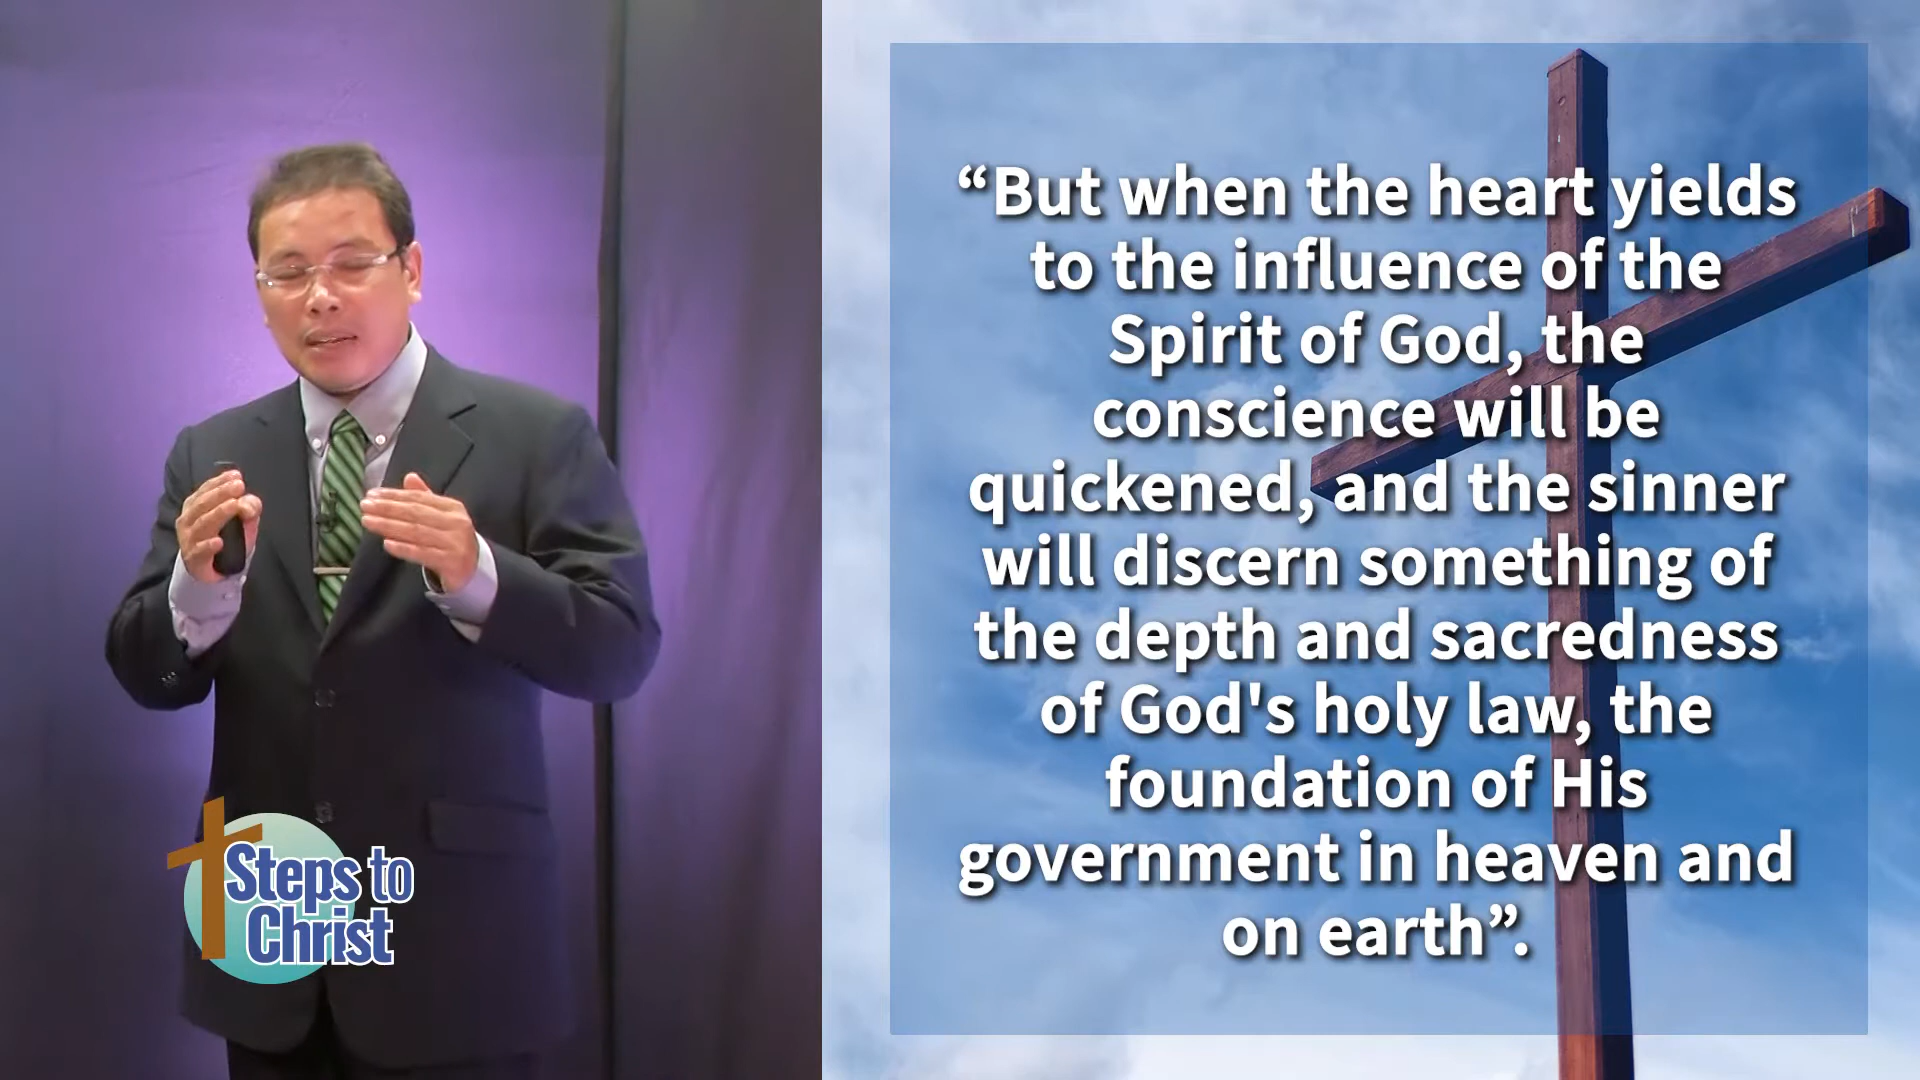 “But when the heart yields
to the influence of the
Spirit of God, the
conscience will be
quickened, and the sinner
will discern something of
the depth and sacredness
of God's holy law, the
foundation of His
government in heaven and
on earth”.
Steps to
Christ